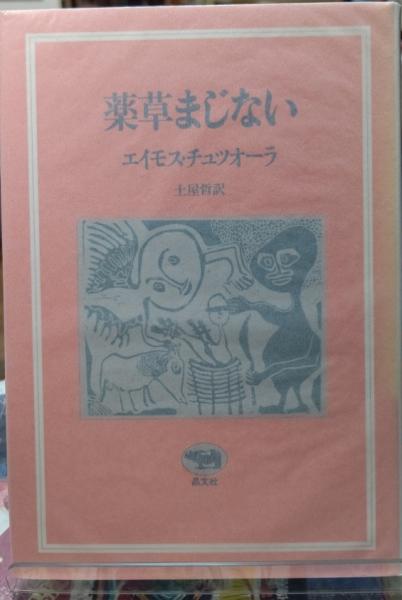 薬草まじない
エイモス・チュツオーラ
土屋哲訳
晶文社